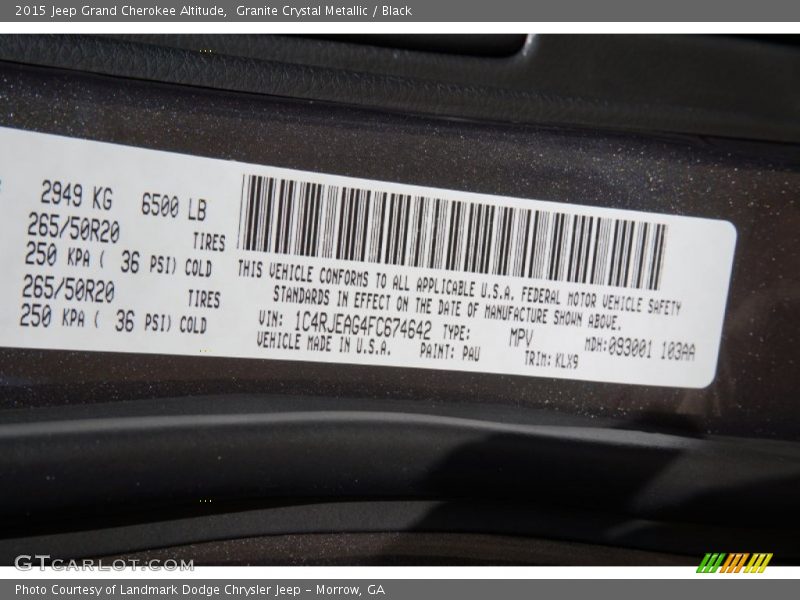 2015 Jeep Grand Cherokee Altitude,  Granite Crystal Metallic / Black
2949 KG 6500 LB
265/50R20 TIRES
250 KPA ( 36 PSI) COLD
265/50R20 TIRES
250 KPA ( 36 PSI) COLD
THIS VEHICLE CONFORMS TO ALL APPLICABLE U.S.A. FEDERAL MOTOR VEHICLE SAFETY
STANDARDS IN EFFECT ON THE DATE OF MANUFACTURE SHOWN ABOVE.
VIN: 1C4RJEAG4FC674642 TYPE: MPV MDH:093001 103AA
VEHICLE MADE IN U.S.A. PAINT: PAU TRIM: KLX9
GTCARLOT.COM
Photo Courtesy of Landmark Dodge Chrysler Jeep – Morrow, GA